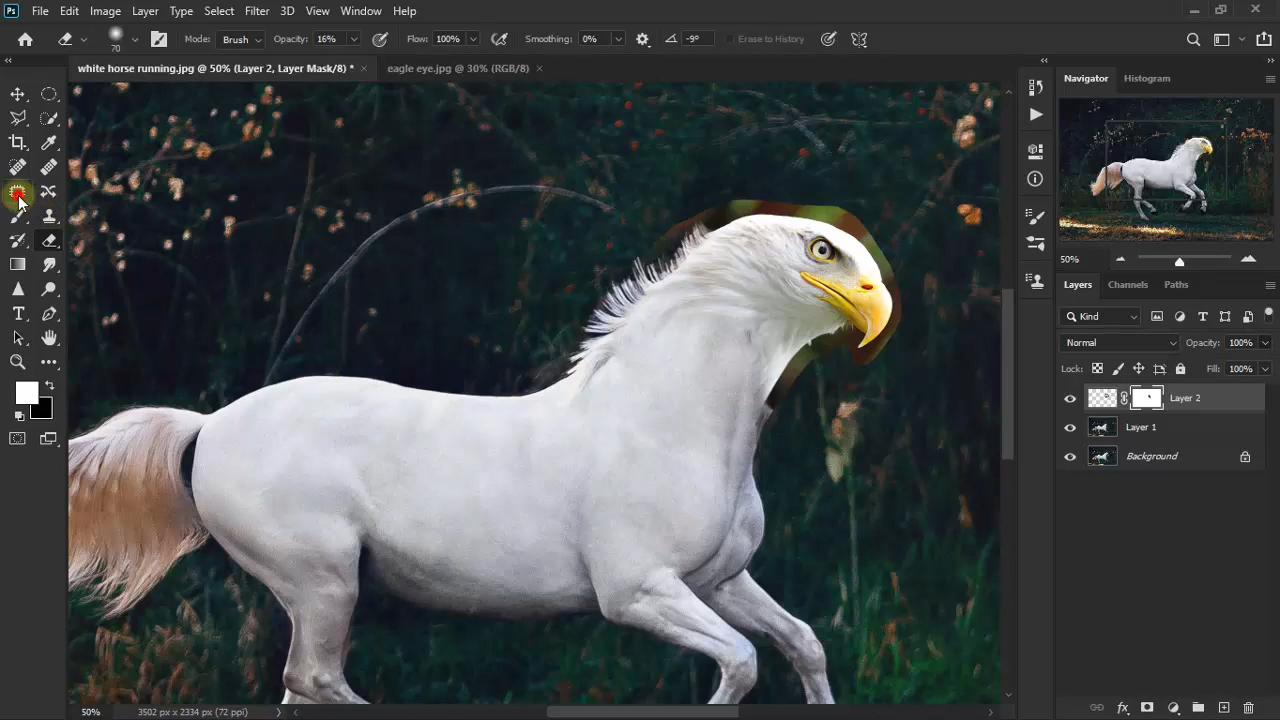 Ps File Edit Image Layer Type Select Filter 3D View Window Help
70 Mode: Brush Opacity: 16% Flow: 100% Smoothing: 0% -9° Erase to History
white horse running.jpg @ 50% (Layer 2, Layer Mask/8) * × eagle eye.jpg @ 30% (RGB/8) ×
Navigator Histogram
50%
Layers Channels Paths
Kind
Normal Opacity: 100%
Lock: Fill: 100%
Layer 2
Layer 1
Background
50% 3502 px x 2334 px (72 ppi)